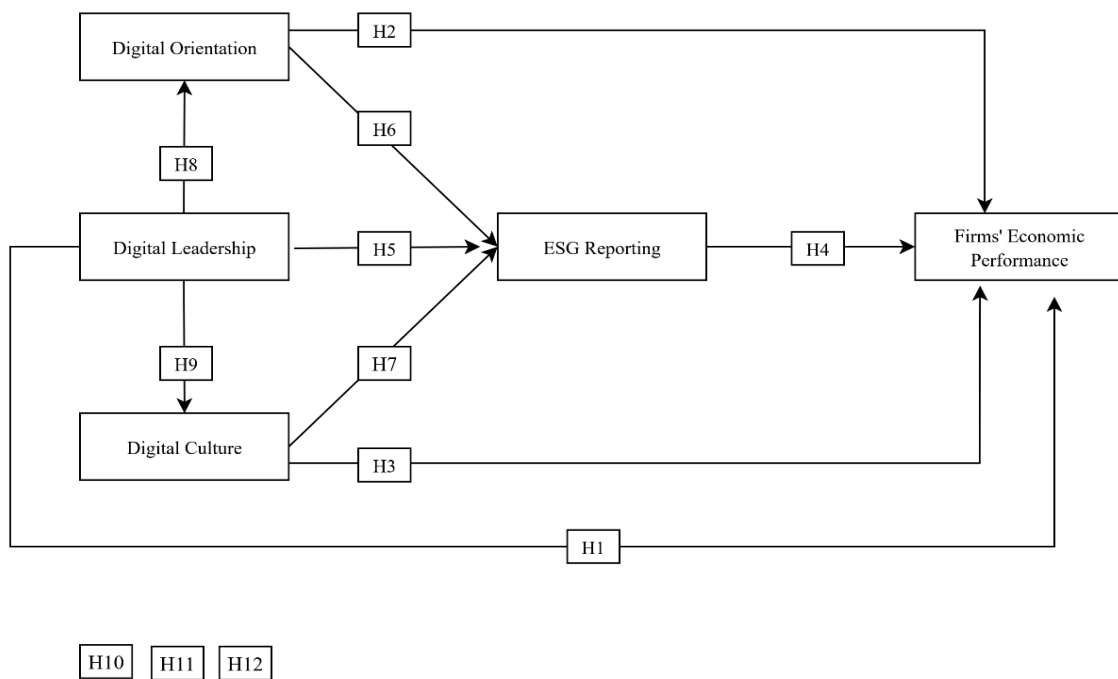 Digital Orientation
H2
H6
H8
Digital Leadership
H5
ESG Reporting
H4
Firms' Economic
Performance
H9
H7
Digital Culture
H3
H1
H10
H11
H12